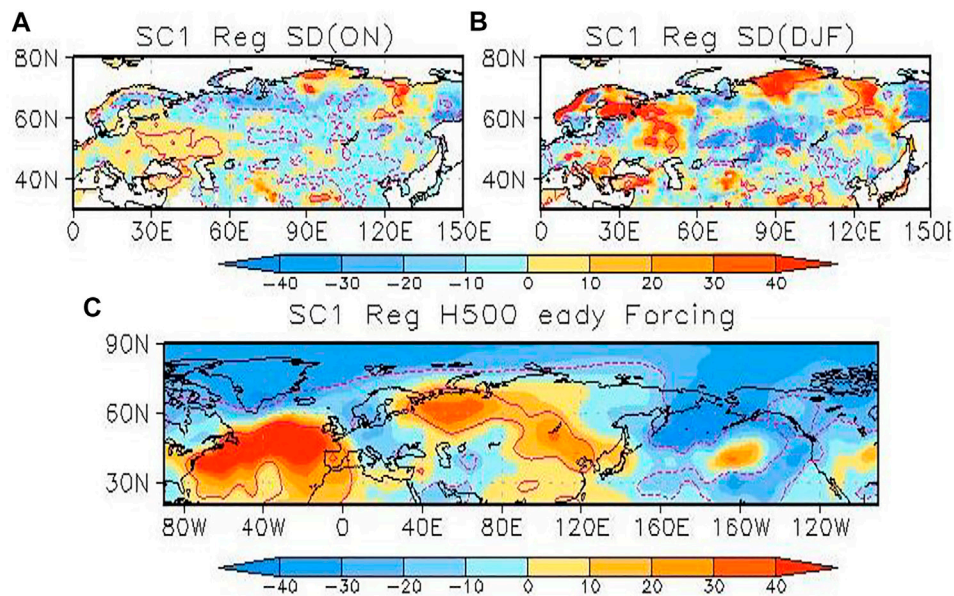 A
SC1 Reg SD(ON)
B
SC1 Reg SD(DJF)
80N
60N
40N
0 30E 60E 90E 120E 150E
80N
60N
40N
0 30E 60E 90E 120E 150E
-40 -30 -20 -10 0 10 20 30 40
C
SC1 Reg H500 eady Forcing
90N
60N
30N
80W 40W 0 40E 80E 120E 160E 160W 120W
-40 -30 -20 -10 0 10 20 30 40